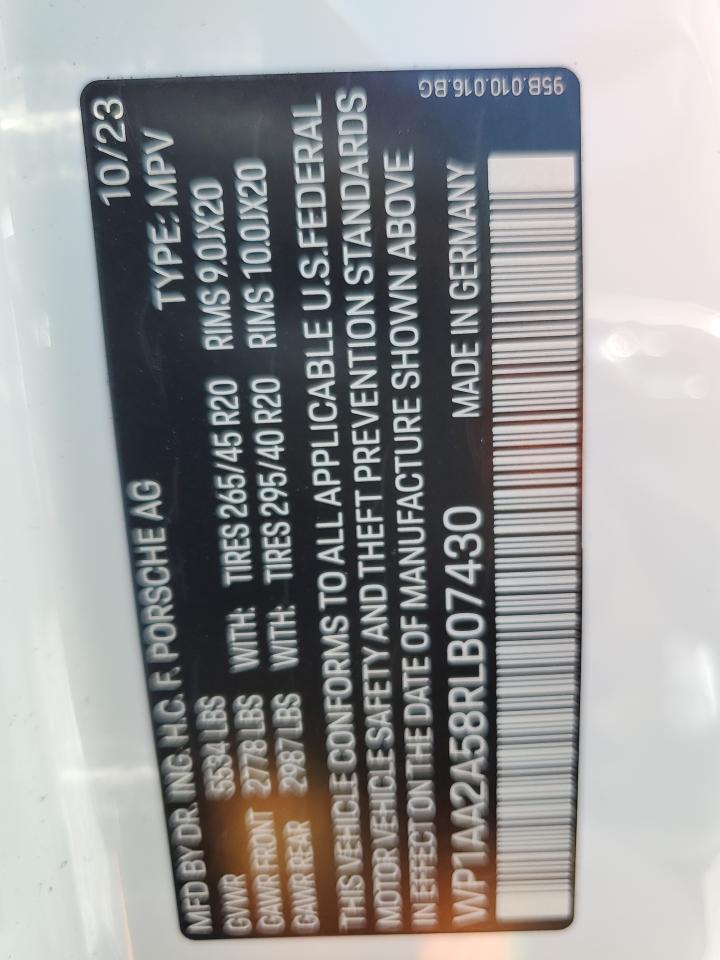 MFD BY DR. ING. H.C. F. PORSCHE AG 10/23
GVWR 5534 LBS TYPE: MPV
GAWR FRONT 2778 LBS WITH: TIRES 265/45 R20 RIMS 9.0JX20
GAWR REAR 2987 LBS WITH: TIRES 295/40 R20 RIMS 10.0JX20
THIS VEHICLE CONFORMS TO ALL APPLICABLE U.S. FEDERAL
MOTOR VEHICLE SAFETY AND THEFT PREVENTION STANDARDS
IN EFFECT ON THE DATE OF MANUFACTURE SHOWN ABOVE
WP1AA2A58RLB07430 MADE IN GERMANY
95B.010.016.BG